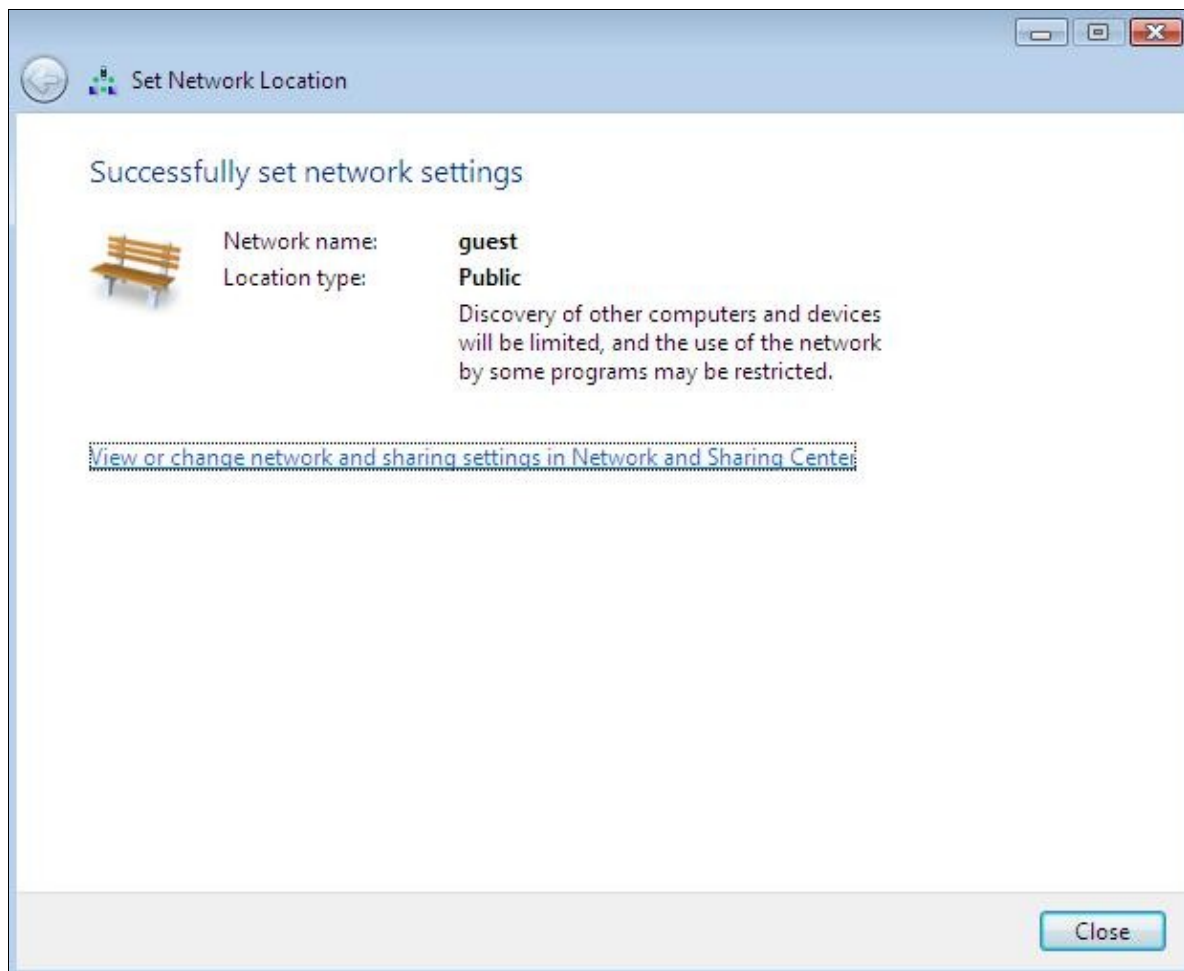 Set Network Location
Successfully set network settings
Network name: guest
Location type: Public
Discovery of other computers and devices
will be limited, and the use of the network
by some programs may be restricted.
View or change network and sharing settings in Network and Sharing Center
Close